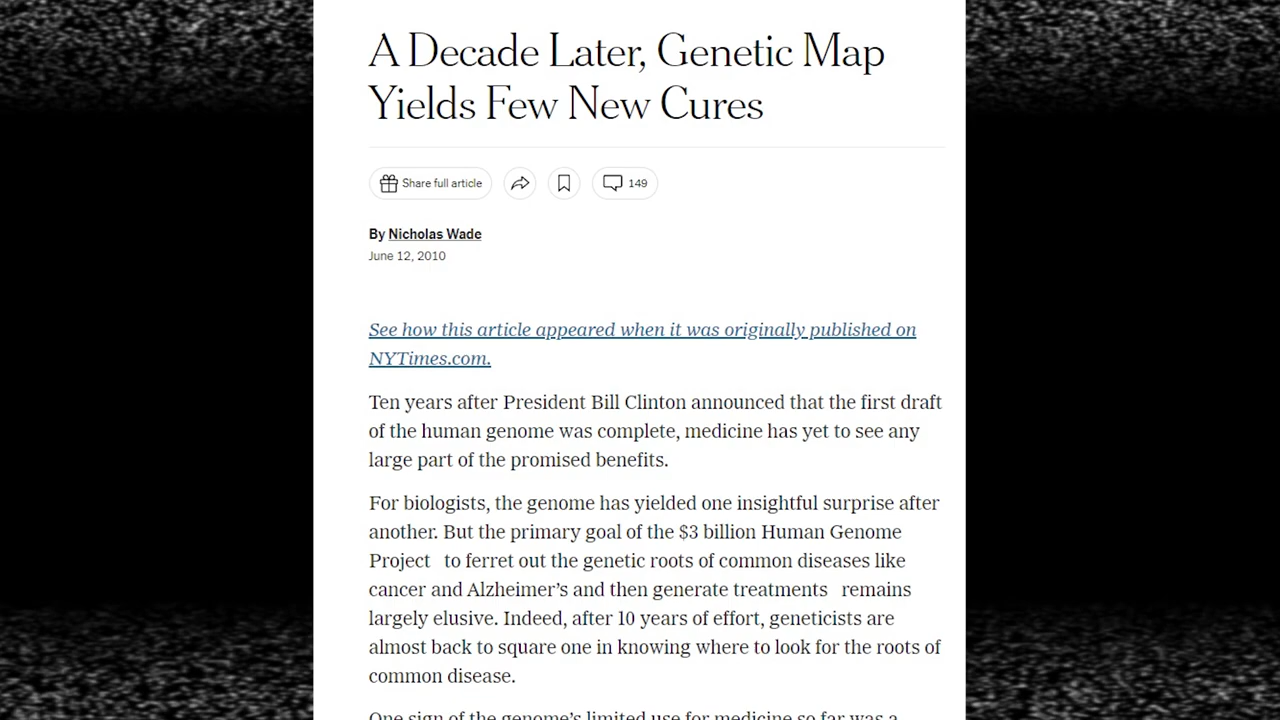 A Decade Later, Genetic Map
Yields Few New Cures
Share full article
149
By Nicholas Wade
June 12, 2010
See how this article appeared when it was originally published on
NYTimes.com.
Ten years after President Bill Clinton announced that the first draft
of the human genome was complete, medicine has yet to see any
large part of the promised benefits.
For biologists, the genome has yielded one insightful surprise after
another. But the primary goal of the $3 billion Human Genome
Project   to ferret out the genetic roots of common diseases like
cancer and Alzheimer’s and then generate treatments   remains
largely elusive. Indeed, after 10 years of effort, geneticists are
almost back to square one in knowing where to look for the roots of
common disease.
One sign of the genome’s limited use for medicine so far was a